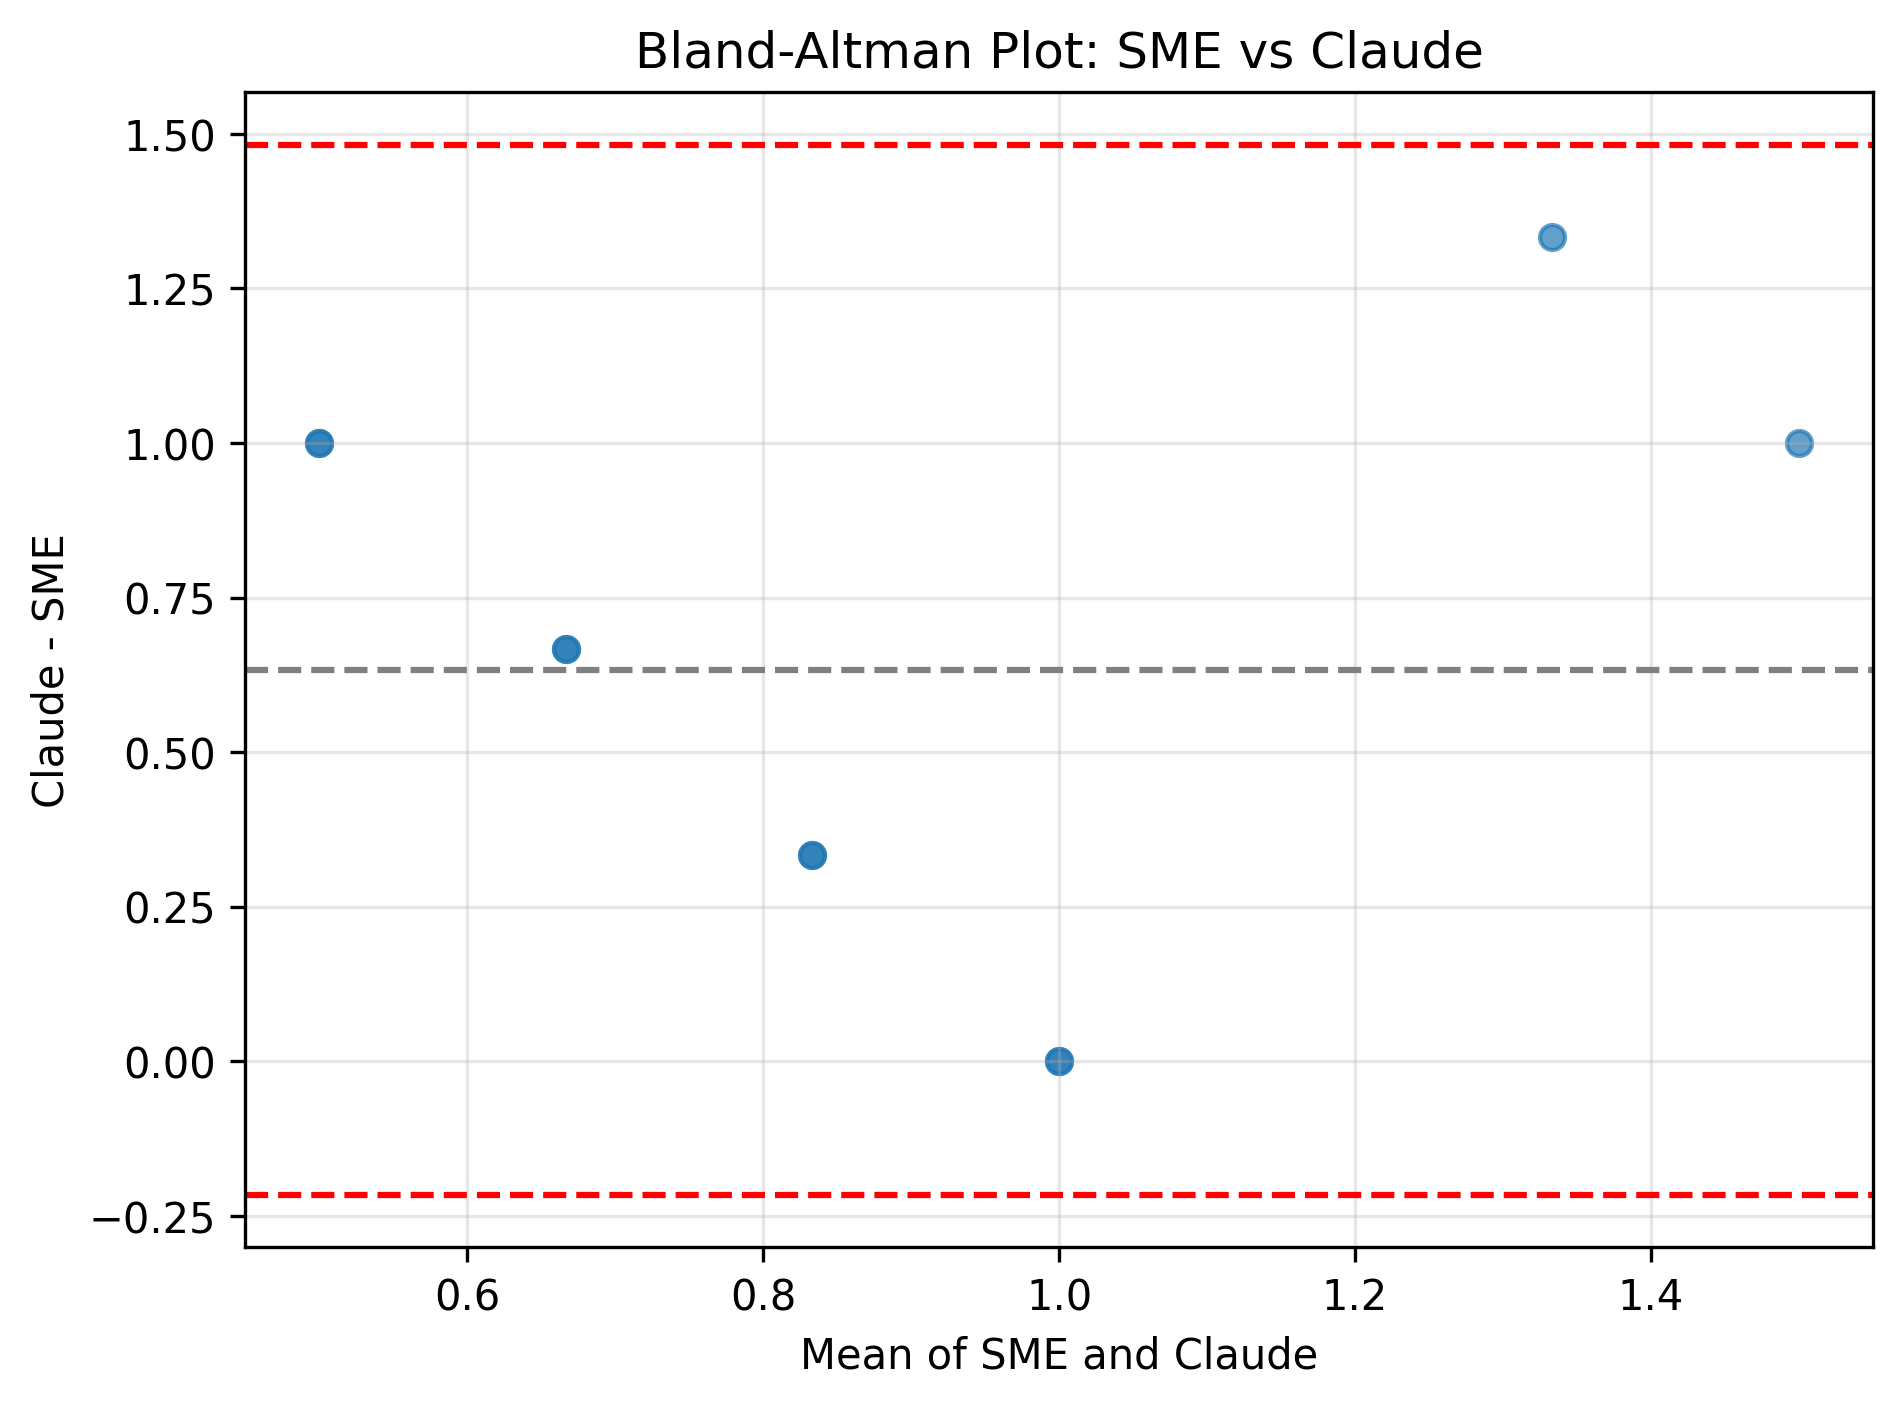 Bland-Altman Plot: SME vs Claude
1.50
1.25
1.00
0.75
0.50
0.25
0.00
−0.25
Claude - SME
0.6 0.8 1.0 1.2 1.4
Mean of SME and Claude